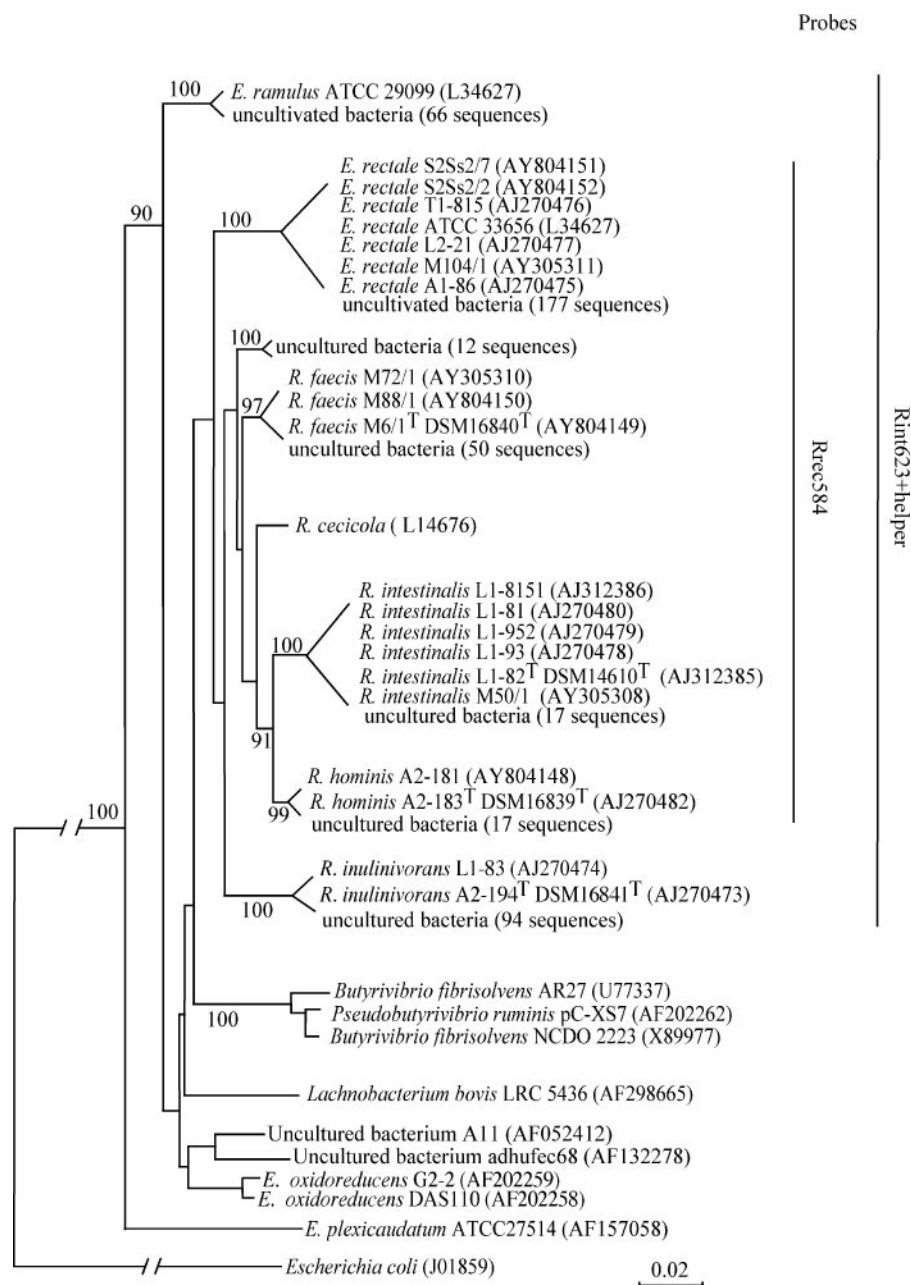 Probes
100
E. ramulus ATCC 29099 (L34627)
uncultivated bacteria (66 sequences)
90
100
E. rectale S2Ss2/7 (AY804151)
E. rectale S2Ss2/2 (AY804152)
E. rectale T1-815 (AJ270476)
E. rectale ATCC 33656 (L34627)
E. rectale L2-21 (AJ270477)
E. rectale M104/1 (AY305311)
E. rectale A1-86 (AJ270475)
uncultivated bacteria (177 sequences)
100
uncultured bacteria (12 sequences)
97
R. faecis M72/1 (AY305310)
R. faecis M88/1 (AY804150)
R. faecis M6/1T DSM16840T (AY804149)
uncultured bacteria (50 sequences)
R. cecicola ( L14676)
100
R. intestinalis L1-8151 (AJ312386)
R. intestinalis L1-81 (AJ270480)
R. intestinalis L1-952 (AJ270479)
R. intestinalis L1-93 (AJ270478)
R. intestinalis L1-82T DSM14610T (AJ312385)
R. intestinalis M50/1 (AY305308)
uncultured bacteria (17 sequences)
91
99
R. hominis A2-181 (AY804148)
R. hominis A2-183T DSM16839T (AJ270482)
uncultured bacteria (17 sequences)
100
100
R. inulinivorans L1-83 (AJ270474)
R. inulinivorans A2-194T DSM16841T (AJ270473)
uncultured bacteria (94 sequences)
Rrec584
Rint623+helper
100
Butyrivibrio fibrisolvens AR27 (U77337)
Pseudobutyrivibrio ruminis pC-XS7 (AF202262)
Butyrivibrio fibrisolvens NCDO 2223 (X89977)
Lachnobacterium bovis LRC 5436 (AF298665)
Uncultured bacterium A11 (AF052412)
Uncultured bacterium adhufec68 (AF132278)
E. oxidoreducens G2-2 (AF202259)
E. oxidoreducens DAS110 (AF202258)
E. plexicaudatum ATCC27514 (AF157058)
Escherichia coli (J01859)
0.02